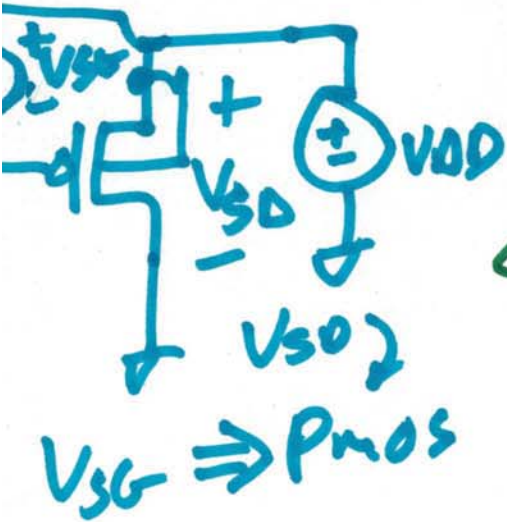 +
VSG
-
+
VSD
-
+
-
VDD
VSD,
VSG ⇒ PMOS